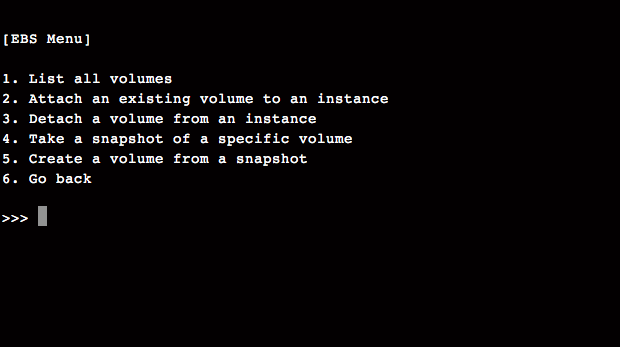 [EBS Menu]
1. List all volumes
2. Attach an existing volume to an instance
3. Detach a volume from an instance
4. Take a snapshot of a specific volume
5. Create a volume from a snapshot
6. Go back
>>>